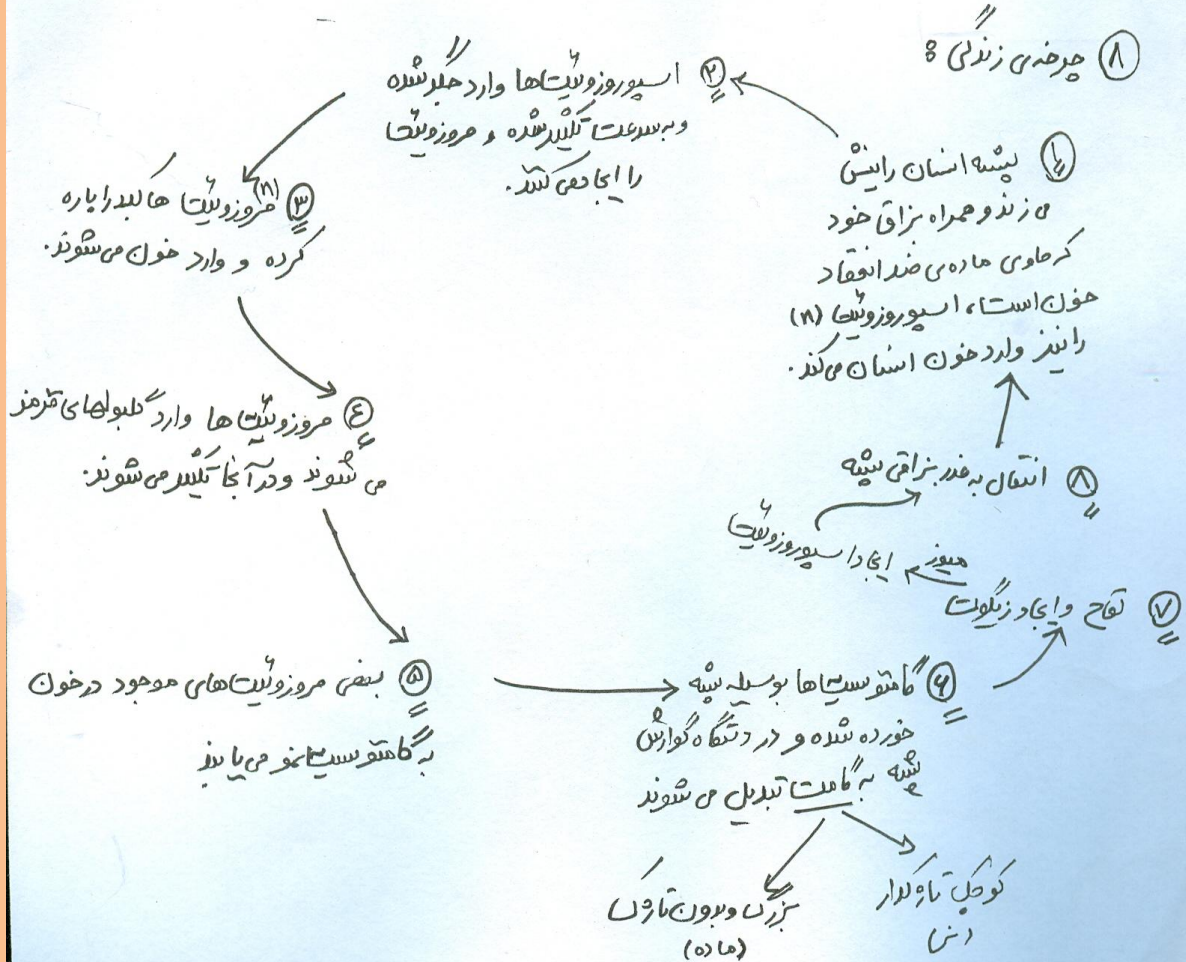 ۸ چرخه‌ی زندگی :
۱ پشه انسان را نیش
می زند و همراه بزاق خود
که حاوی ماده‌ی ضد انعقاد
خون است، اسپوروزوئیت (n)
را نیز وارد خون انسان می‌کند.
۲ اسپوروزوئیت‌ها وارد جگر شده
و به سرعت تکثیر شده و مروزوئیت
را ایجاد می کنند.
۳ مروزوئیت (n) ها کبد را پاره
کرده و وارد خون می‌شوند.
۴ مروزوئیت ها وارد گلبولهای قرمز
می شوند و در آنجا تکثیر می‌شوند.
۵ بعضی مروزوئیت‌های موجود در خون
به گامتوسیت نمو می‌یابند
۶ گامتوسیت‌ها بوسیله پشه
خورده شده و در دستگاه گوارش
پشه به گامت تبدیل می شوند
کوچک تاژکدار
(نر)
بزرگ و بدون تاژک
(ماده)
۷ لقاح و ایجاد زیگوت
میوز ایجاد اسپوروزوئیت
۸ انتقال به غدد بزاقی پشه